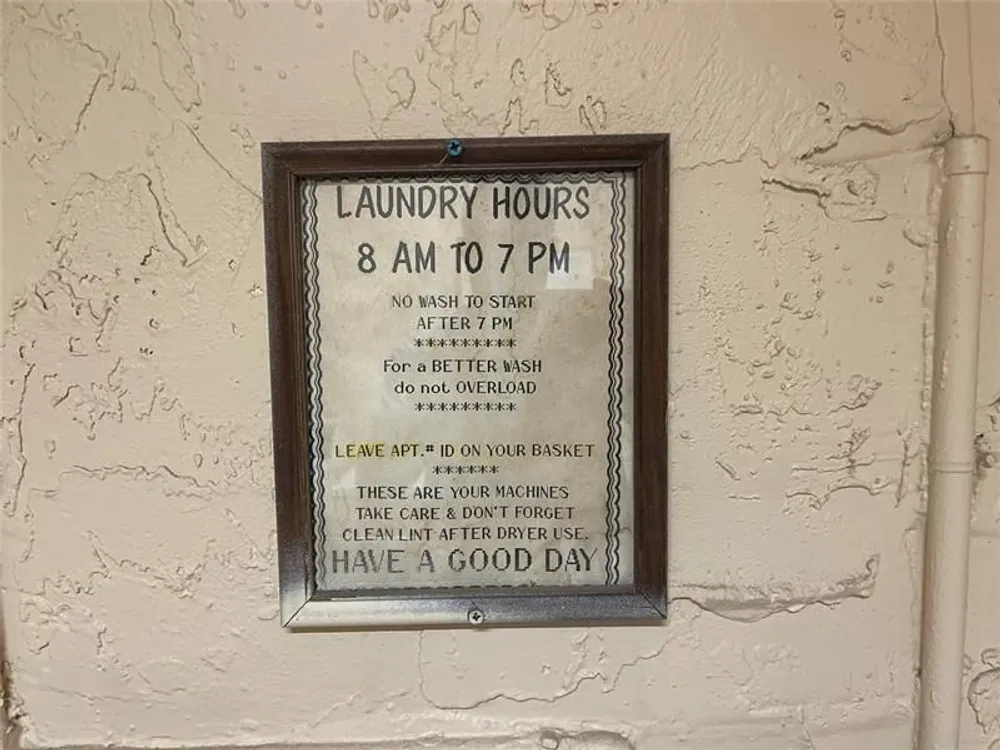 LAUNDRY HOURS
8 AM TO 7 PM
NO WASH TO START
AFTER 7 PM
*********
For a BETTER WASH
do not OVERLOAD
*********
LEAVE APT.# ID ON YOUR BASKET
******
THESE ARE YOUR MACHINES
TAKE CARE & DON'T FORGET
CLEAN LINT AFTER DRYER USE.
HAVE A GOOD DAY